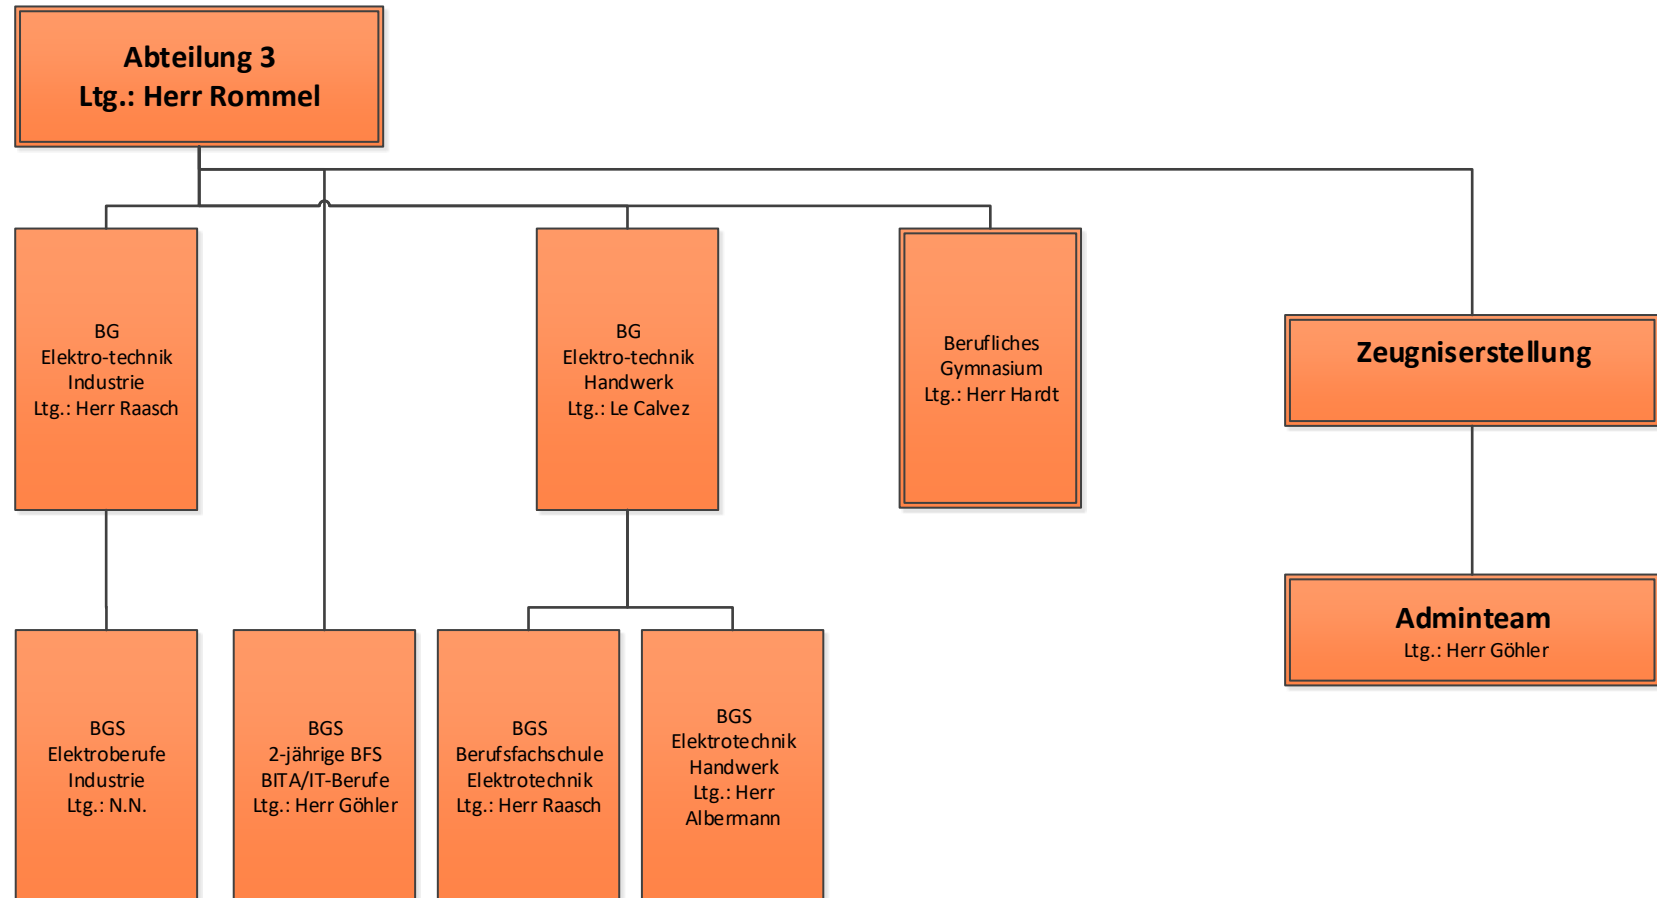 Abteilung 3
Ltg.: Herr Rommel
BG
Elektro-technik
Industrie
Ltg.: Herr Raasch
BG
Elektro-technik
Handwerk
Ltg.: Le Calvez
Berufliches
Gymnasium
Ltg.: Herr Hardt
Zeugniserstellung
Adminteam
Ltg.: Herr Göhler
BGS
Elektroberufe
Industrie
Ltg.: N.N.
BGS
2-jährige BFS
BITA/IT-Berufe
Ltg.: Herr Göhler
BGS
Berufsfachschule
Elektrotechnik
Ltg.: Herr Raasch
BGS
Elektrotechnik
Handwerk
Ltg.: Herr
Albermann